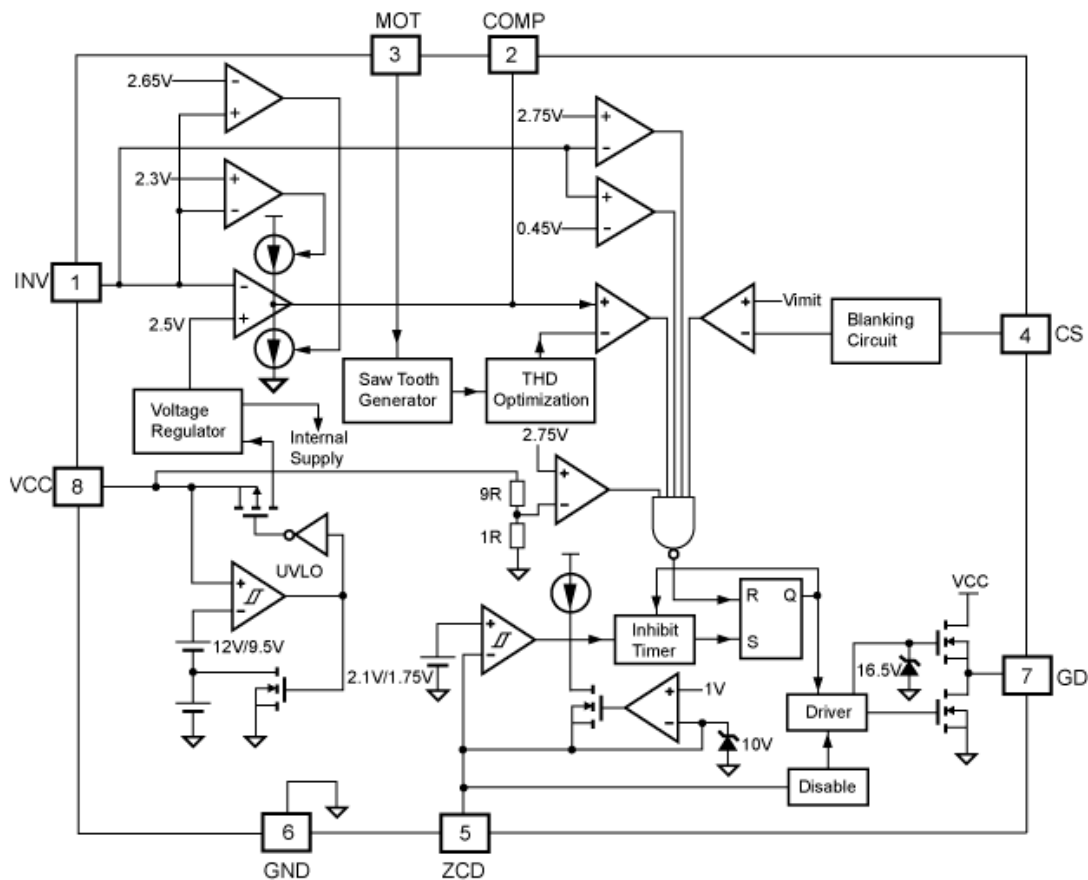 MOT
COMP
3
2
2.65V
-
+
2.75V
+
-
2.3V
+
-
+
-
0.45V
INV
1
-
+
2.5V
+
-
+
-
Vimit
Blanking
Circuit
4
CS
Voltage
Regulator
Internal
Supply
Saw Tooth
Generator
THD
Optimization
2.75V
+
-
VCC
8
9R
1R
UVLO
+
-
12V/9.5V
+
-
2.1V/1.75V
Inhibit
Timer
R
Q
S
VCC
16.5V
7
GD
+
-
1V
10V
Driver
Disable
6
GND
5
ZCD